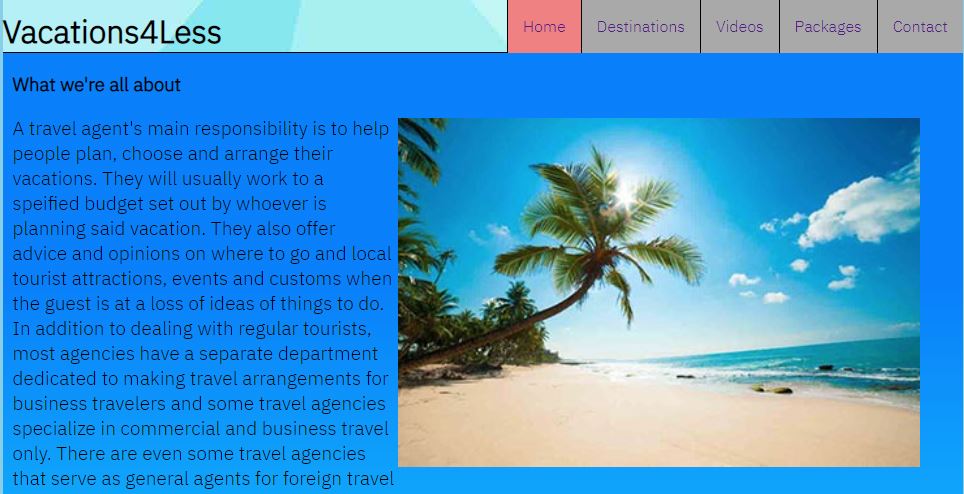 Vacations4Less
Home Destinations Videos Packages Contact
What we're all about
A travel agent's main responsibility is to help
people plan, choose and arrange their
vacations. They will usually work to a
speified budget set out by whoever is
planning said vacation. They also offer
advice and opinions on where to go and local
tourist attractions, events and customs when
the guest is at a loss of ideas of things to do.
In addition to dealing with regular tourists,
most agencies have a separate department
dedicated to making travel arrangements for
business travelers and some travel agencies
specialize in commercial and business travel
only. There are even some travel agencies
that serve as general agents for foreign travel